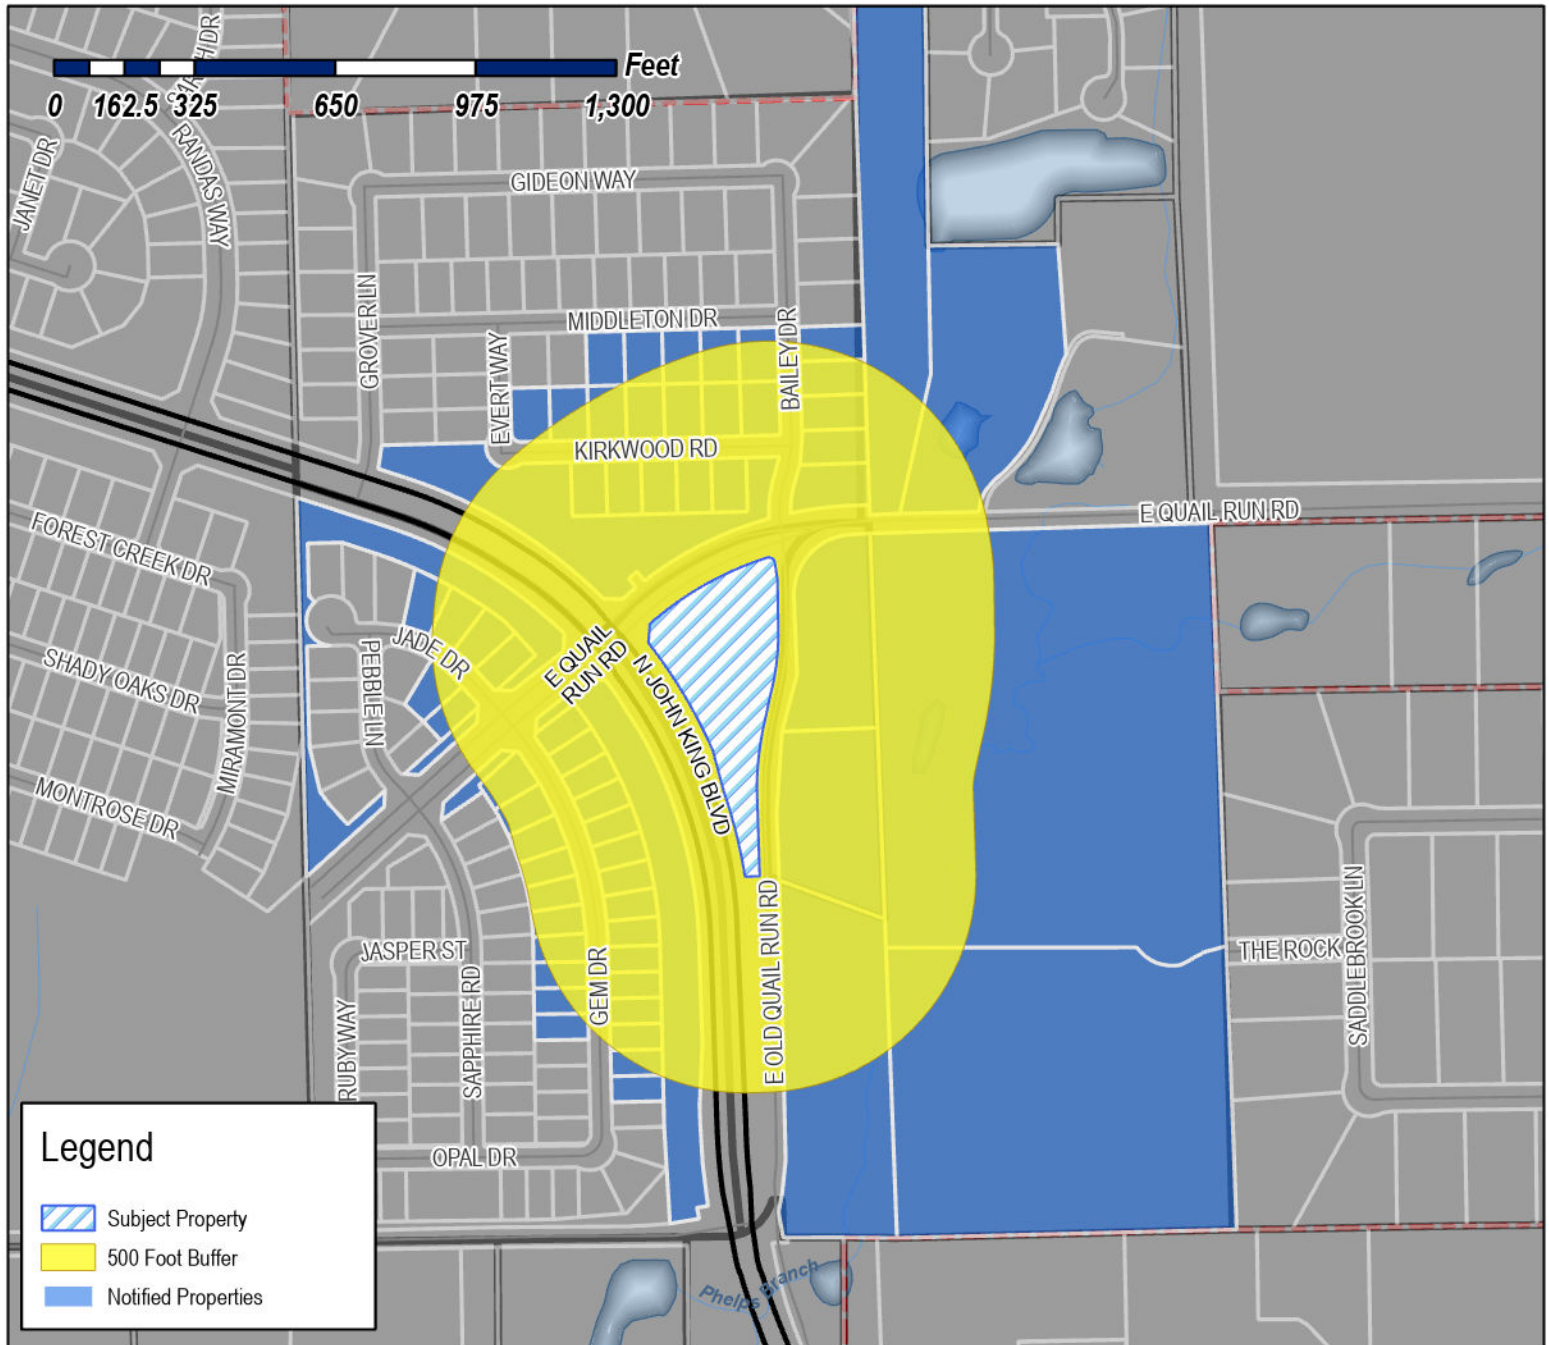 Feet
0 162.5 325 650 975 1,300
RANDAS WAY
JANET DR
GIDEON WAY
GROVER LN
MIDDLETON DR
BAILEY DR
EVERT WAY
KIRKWOOD RD
E QUAIL RUN RD
FOREST CREEK DR
JADE DR
E QUAIL
RUN RD
PEBBLE LN
SHADY OAKS DR
MIRAMONT DR
N JOHN KING BLVD
MONTROSE DR
SADDLEBROOK LN
THE ROCK
JASPER ST
GEM DR
E OLD QUAIL RUN RD
RUBY WAY
SAPPHIRE RD
OPAL DR
Phelps Branch
Legend
Subject Property
500 Foot Buffer
Notified Properties